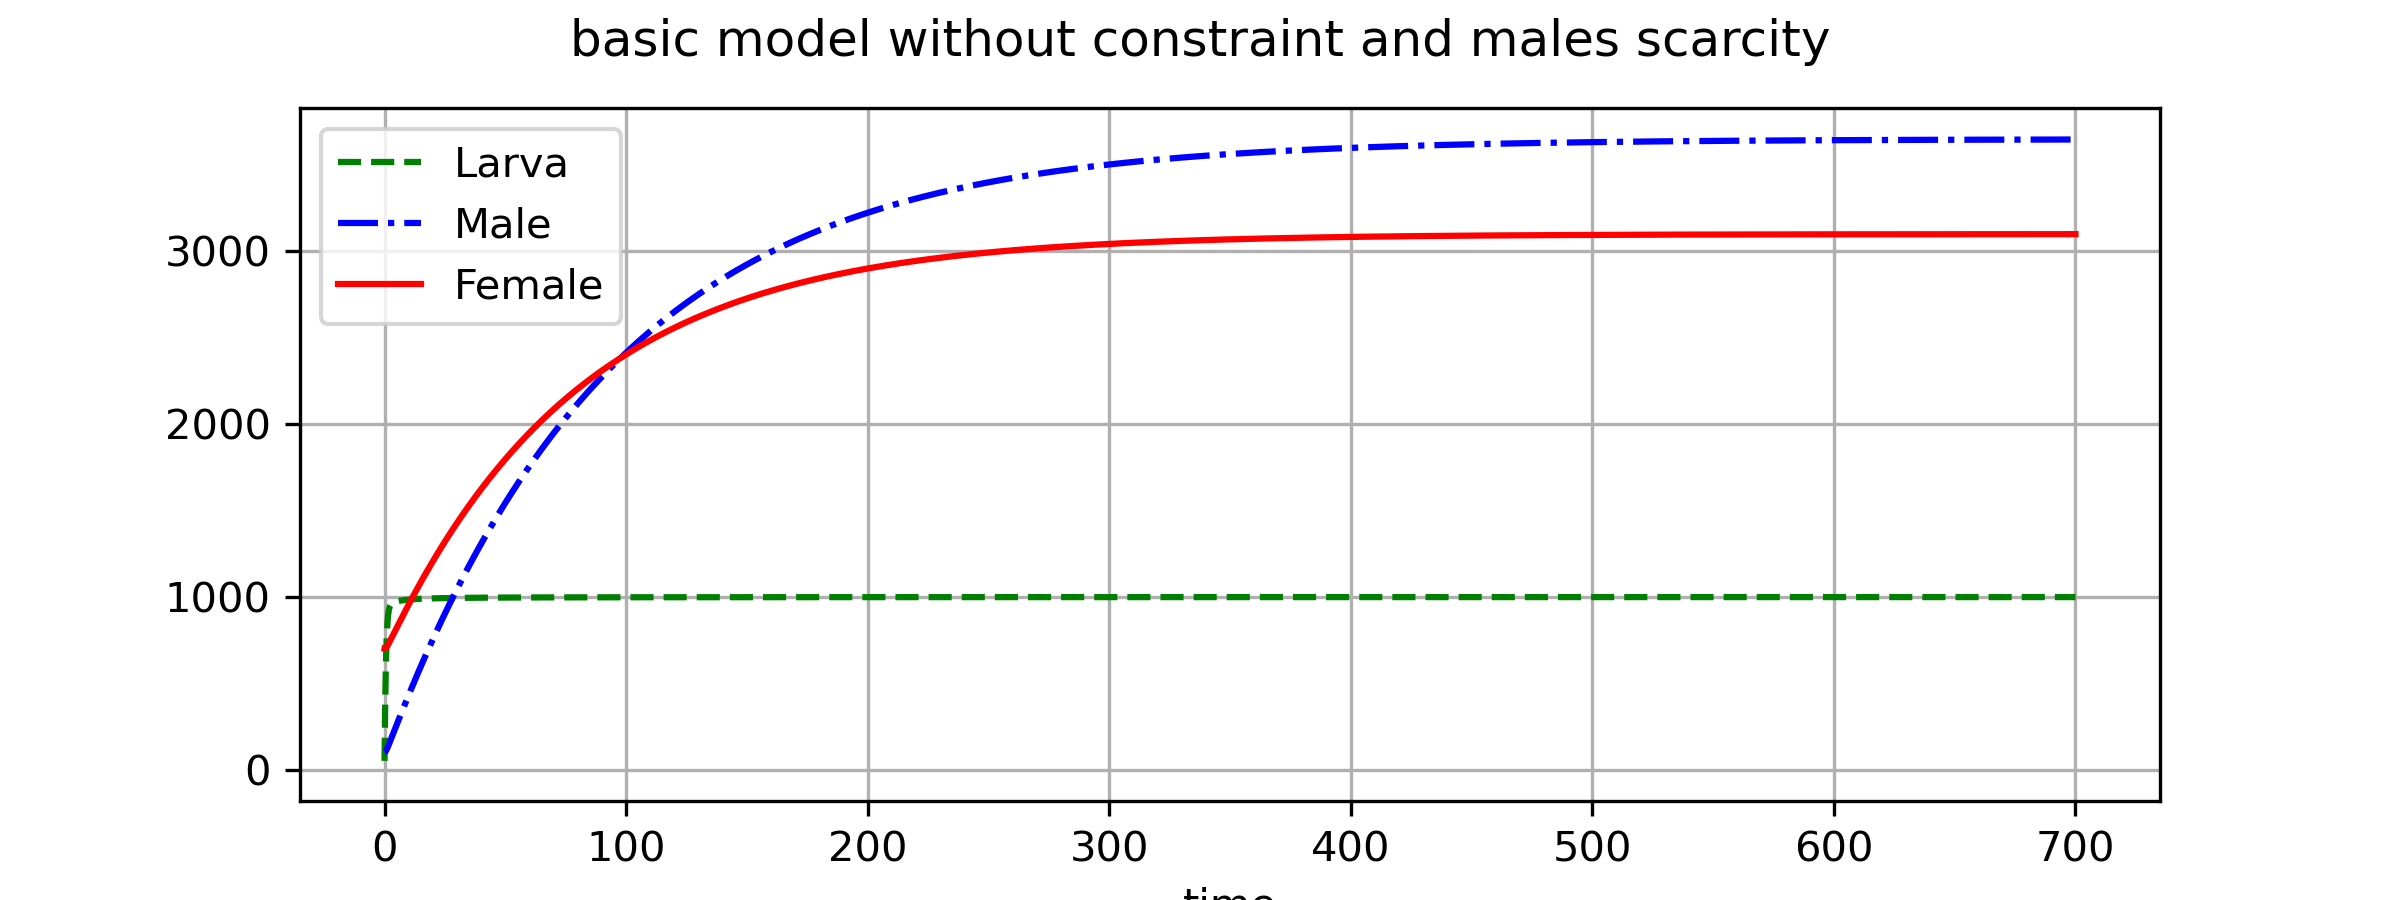 basic model without constraint and males scarcity
Larva
Male
Female
3000
2000
1000
0
0 100 200 300 400 500 600 700
time